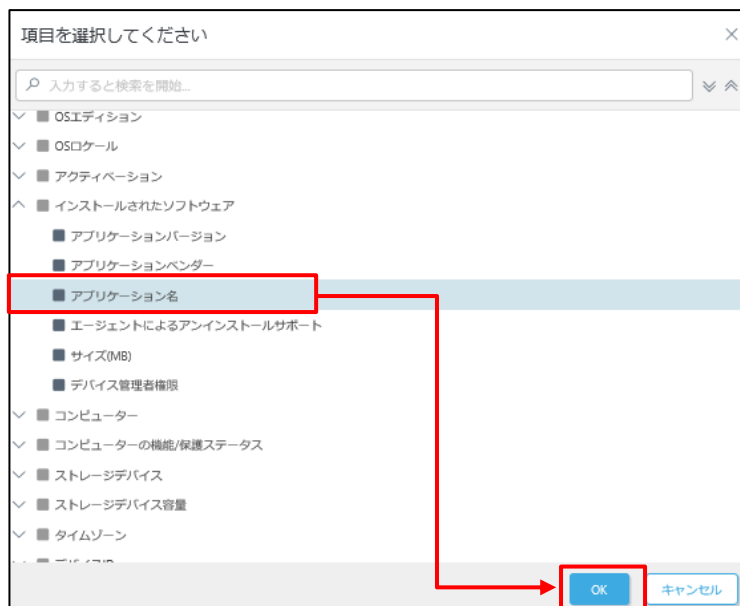 項目を選択してください
入力すると検索を開始...
OSエディション
OSロケール
アクティベーション
インストールされたソフトウェア
アプリケーションバージョン
アプリケーションベンダー
アプリケーション名
エージェントによるアンインストールサポート
サイズ(MB)
デバイス管理者権限
コンピューター
コンピューターの機能/保護ステータス
ストレージデバイス
ストレージデバイス容量
タイムゾーン
OK キャンセル